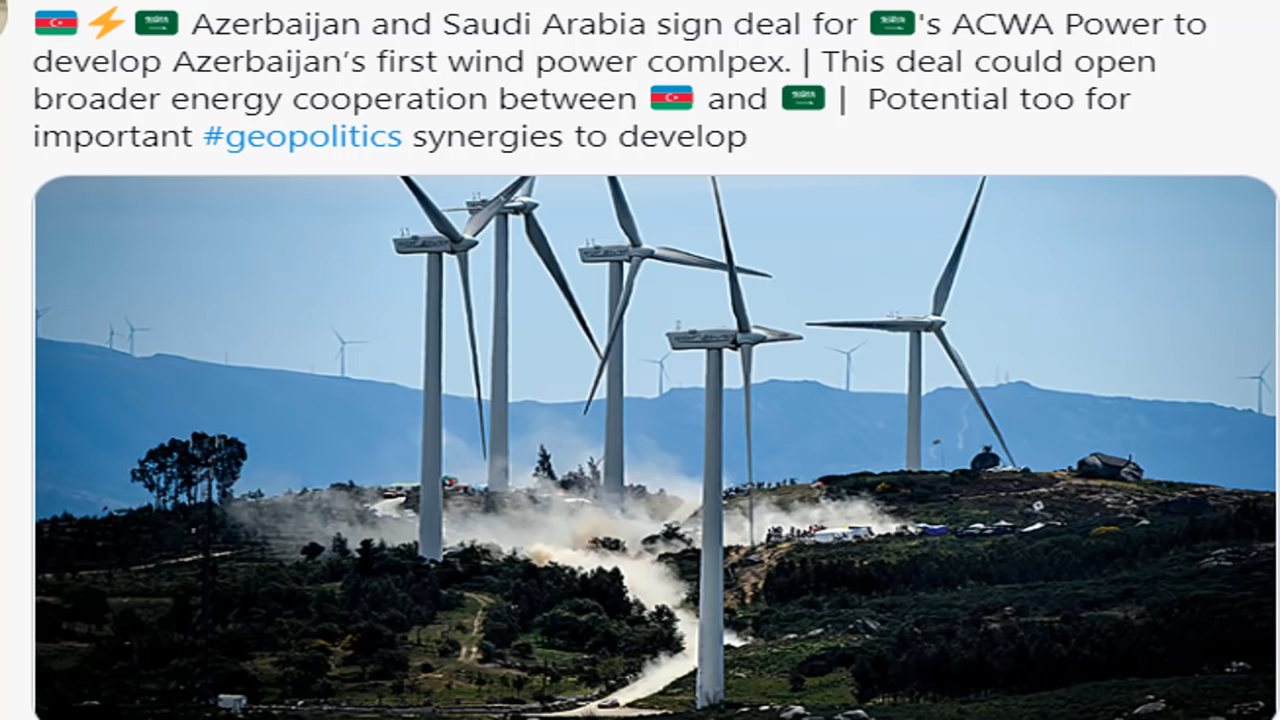 🇦🇿⚡🇸🇦 Azerbaijan and Saudi Arabia sign deal for 🇸🇦's ACWA Power to
develop Azerbaijan’s first wind power comlpex. | This deal could open
broader energy cooperation between 🇦🇿 and 🇸🇦 | Potential too for
important #geopolitics synergies to develop